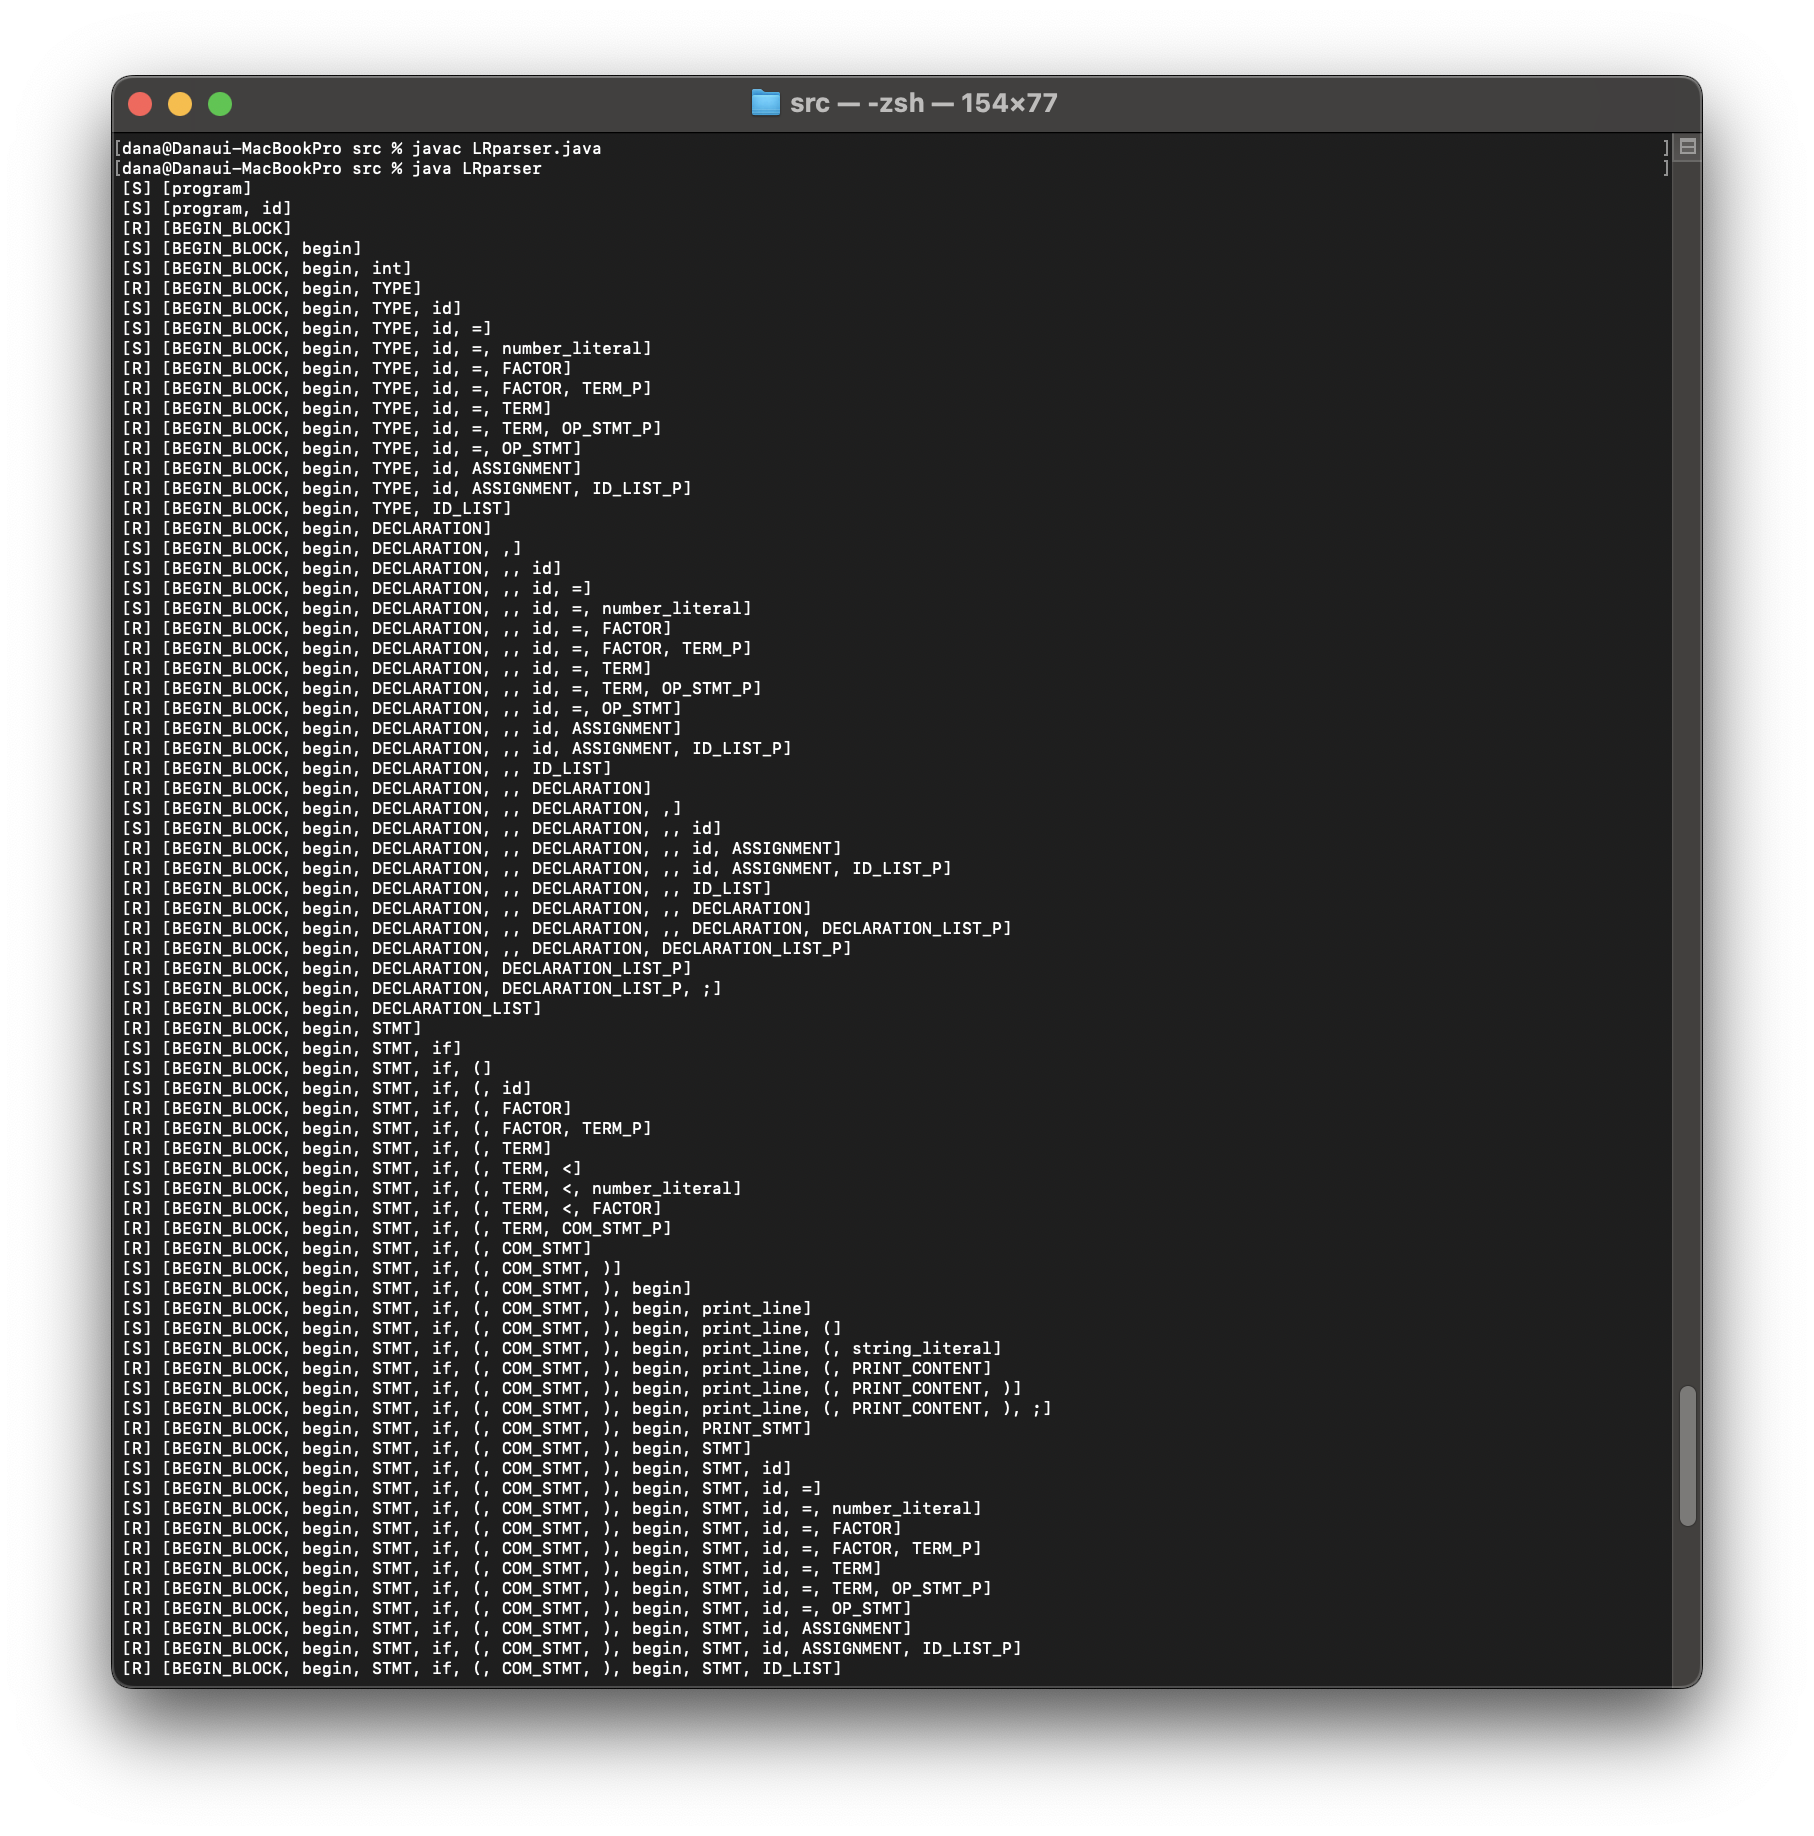 src — -zsh — 154×77
[dana@Danaui-MacBookPro src % javac LRparser.java ]
[dana@Danaui-MacBookPro src % java LRparser ]
[S] [program]
[S] [program, id]
[R] [BEGIN_BLOCK]
[S] [BEGIN_BLOCK, begin]
[S] [BEGIN_BLOCK, begin, int]
[R] [BEGIN_BLOCK, begin, TYPE]
[S] [BEGIN_BLOCK, begin, TYPE, id]
[S] [BEGIN_BLOCK, begin, TYPE, id, =]
[S] [BEGIN_BLOCK, begin, TYPE, id, =, number_literal]
[R] [BEGIN_BLOCK, begin, TYPE, id, =, FACTOR]
[R] [BEGIN_BLOCK, begin, TYPE, id, =, FACTOR, TERM_P]
[R] [BEGIN_BLOCK, begin, TYPE, id, =, TERM]
[R] [BEGIN_BLOCK, begin, TYPE, id, =, TERM, OP_STMT_P]
[R] [BEGIN_BLOCK, begin, TYPE, id, =, OP_STMT]
[R] [BEGIN_BLOCK, begin, TYPE, id, ASSIGNMENT]
[R] [BEGIN_BLOCK, begin, TYPE, id, ASSIGNMENT, ID_LIST_P]
[R] [BEGIN_BLOCK, begin, TYPE, ID_LIST]
[R] [BEGIN_BLOCK, begin, DECLARATION]
[S] [BEGIN_BLOCK, begin, DECLARATION, ,]
[S] [BEGIN_BLOCK, begin, DECLARATION, ,, id]
[S] [BEGIN_BLOCK, begin, DECLARATION, ,, id, =]
[S] [BEGIN_BLOCK, begin, DECLARATION, ,, id, =, number_literal]
[R] [BEGIN_BLOCK, begin, DECLARATION, ,, id, =, FACTOR]
[R] [BEGIN_BLOCK, begin, DECLARATION, ,, id, =, FACTOR, TERM_P]
[R] [BEGIN_BLOCK, begin, DECLARATION, ,, id, =, TERM]
[R] [BEGIN_BLOCK, begin, DECLARATION, ,, id, =, TERM, OP_STMT_P]
[R] [BEGIN_BLOCK, begin, DECLARATION, ,, id, =, OP_STMT]
[R] [BEGIN_BLOCK, begin, DECLARATION, ,, id, ASSIGNMENT]
[R] [BEGIN_BLOCK, begin, DECLARATION, ,, id, ASSIGNMENT, ID_LIST_P]
[R] [BEGIN_BLOCK, begin, DECLARATION, ,, ID_LIST]
[R] [BEGIN_BLOCK, begin, DECLARATION, ,, DECLARATION]
[S] [BEGIN_BLOCK, begin, DECLARATION, ,, DECLARATION, ,]
[S] [BEGIN_BLOCK, begin, DECLARATION, ,, DECLARATION, ,, id]
[R] [BEGIN_BLOCK, begin, DECLARATION, ,, DECLARATION, ,, id, ASSIGNMENT]
[R] [BEGIN_BLOCK, begin, DECLARATION, ,, DECLARATION, ,, id, ASSIGNMENT, ID_LIST_P]
[R] [BEGIN_BLOCK, begin, DECLARATION, ,, DECLARATION, ,, ID_LIST]
[R] [BEGIN_BLOCK, begin, DECLARATION, ,, DECLARATION, ,, DECLARATION]
[R] [BEGIN_BLOCK, begin, DECLARATION, ,, DECLARATION, ,, DECLARATION, DECLARATION_LIST_P]
[R] [BEGIN_BLOCK, begin, DECLARATION, ,, DECLARATION, DECLARATION_LIST_P]
[R] [BEGIN_BLOCK, begin, DECLARATION, DECLARATION_LIST_P]
[S] [BEGIN_BLOCK, begin, DECLARATION, DECLARATION_LIST_P, ;]
[R] [BEGIN_BLOCK, begin, DECLARATION_LIST]
[R] [BEGIN_BLOCK, begin, STMT]
[S] [BEGIN_BLOCK, begin, STMT, if]
[S] [BEGIN_BLOCK, begin, STMT, if, (]
[S] [BEGIN_BLOCK, begin, STMT, if, (, id]
[R] [BEGIN_BLOCK, begin, STMT, if, (, FACTOR]
[R] [BEGIN_BLOCK, begin, STMT, if, (, FACTOR, TERM_P]
[R] [BEGIN_BLOCK, begin, STMT, if, (, TERM]
[S] [BEGIN_BLOCK, begin, STMT, if, (, TERM, <]
[S] [BEGIN_BLOCK, begin, STMT, if, (, TERM, <, number_literal]
[R] [BEGIN_BLOCK, begin, STMT, if, (, TERM, <, FACTOR]
[R] [BEGIN_BLOCK, begin, STMT, if, (, TERM, COM_STMT_P]
[R] [BEGIN_BLOCK, begin, STMT, if, (, COM_STMT]
[S] [BEGIN_BLOCK, begin, STMT, if, (, COM_STMT, )]
[S] [BEGIN_BLOCK, begin, STMT, if, (, COM_STMT, ), begin]
[S] [BEGIN_BLOCK, begin, STMT, if, (, COM_STMT, ), begin, print_line]
[S] [BEGIN_BLOCK, begin, STMT, if, (, COM_STMT, ), begin, print_line, (]
[S] [BEGIN_BLOCK, begin, STMT, if, (, COM_STMT, ), begin, print_line, (, string_literal]
[R] [BEGIN_BLOCK, begin, STMT, if, (, COM_STMT, ), begin, print_line, (, PRINT_CONTENT]
[S] [BEGIN_BLOCK, begin, STMT, if, (, COM_STMT, ), begin, print_line, (, PRINT_CONTENT, )]
[S] [BEGIN_BLOCK, begin, STMT, if, (, COM_STMT, ), begin, print_line, (, PRINT_CONTENT, ), ;]
[R] [BEGIN_BLOCK, begin, STMT, if, (, COM_STMT, ), begin, PRINT_STMT]
[R] [BEGIN_BLOCK, begin, STMT, if, (, COM_STMT, ), begin, STMT]
[S] [BEGIN_BLOCK, begin, STMT, if, (, COM_STMT, ), begin, STMT, id]
[S] [BEGIN_BLOCK, begin, STMT, if, (, COM_STMT, ), begin, STMT, id, =]
[S] [BEGIN_BLOCK, begin, STMT, if, (, COM_STMT, ), begin, STMT, id, =, number_literal]
[R] [BEGIN_BLOCK, begin, STMT, if, (, COM_STMT, ), begin, STMT, id, =, FACTOR]
[R] [BEGIN_BLOCK, begin, STMT, if, (, COM_STMT, ), begin, STMT, id, =, FACTOR, TERM_P]
[R] [BEGIN_BLOCK, begin, STMT, if, (, COM_STMT, ), begin, STMT, id, =, TERM]
[R] [BEGIN_BLOCK, begin, STMT, if, (, COM_STMT, ), begin, STMT, id, =, TERM, OP_STMT_P]
[R] [BEGIN_BLOCK, begin, STMT, if, (, COM_STMT, ), begin, STMT, id, =, OP_STMT]
[R] [BEGIN_BLOCK, begin, STMT, if, (, COM_STMT, ), begin, STMT, id, ASSIGNMENT]
[R] [BEGIN_BLOCK, begin, STMT, if, (, COM_STMT, ), begin, STMT, id, ASSIGNMENT, ID_LIST_P]
[R] [BEGIN_BLOCK, begin, STMT, if, (, COM_STMT, ), begin, STMT, ID_LIST]